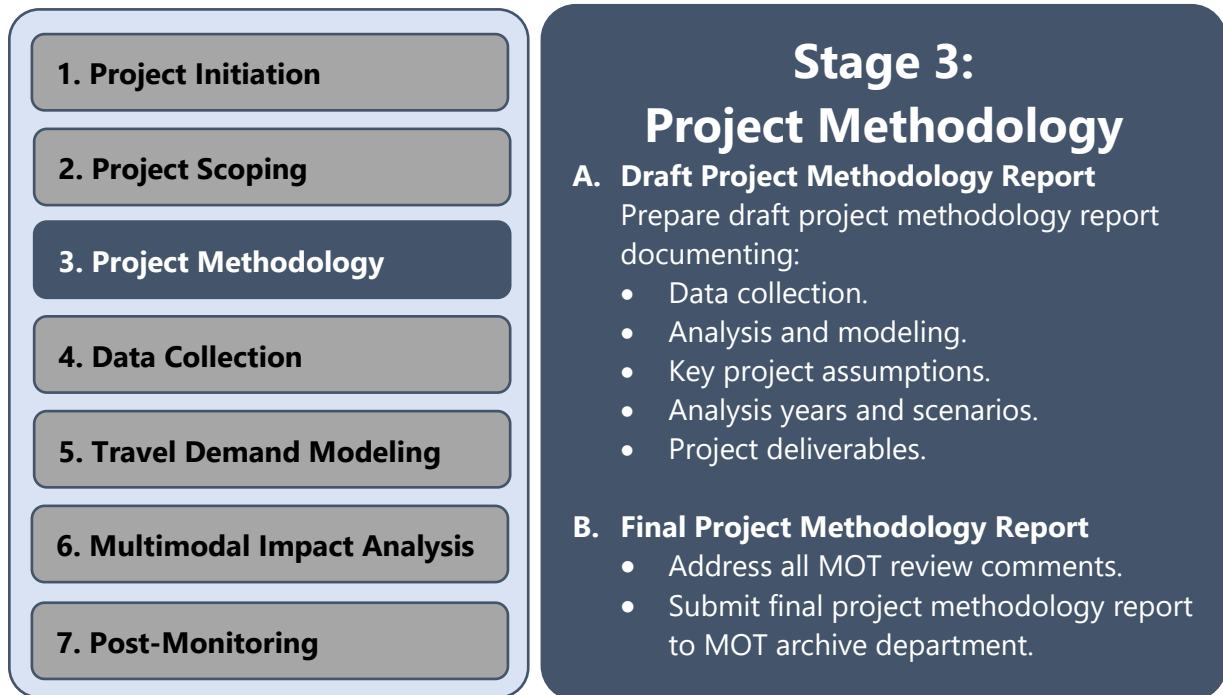 1. Project Initiation
2. Project Scoping
3. Project Methodology
4. Data Collection
5. Travel Demand Modeling
6. Multimodal Impact Analysis
7. Post-Monitoring
Stage 3:
Project Methodology
A. Draft Project Methodology Report
Prepare draft project methodology report
documenting:
• Data collection.
• Analysis and modeling.
• Key project assumptions.
• Analysis years and scenarios.
• Project deliverables.
B. Final Project Methodology Report
• Address all MOT review comments.
• Submit final project methodology report
to MOT archive department.